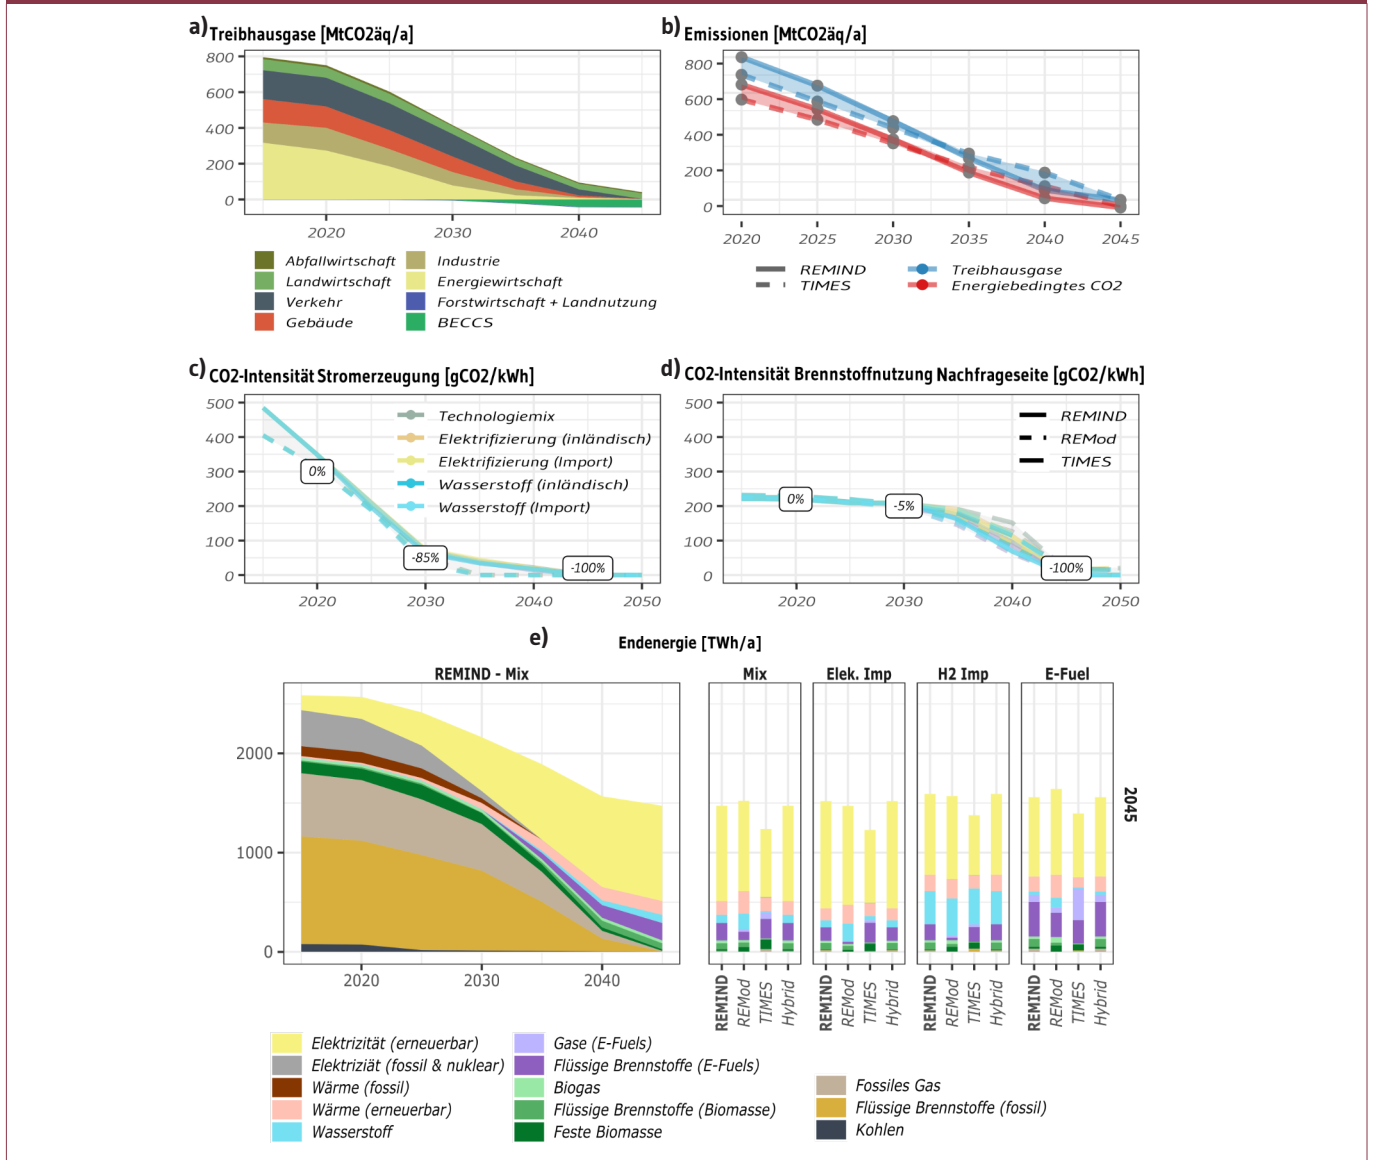 a) Treibhausgase [MtCO2äq/a]
800
600
400
200
0
2020 2030 2040
Abfallwirtschaft
Landwirtschaft
Verkehr
Gebäude
Industrie
Energiewirtschaft
Forstwirtschaft + Landnutzung
BECCS
b) Emissionen [MtCO2äq/a]
800
600
400
200
0
2020 2025 2030 2035 2040 2045
REMIND
TIMES
Treibhausgase
Energiebedingtes CO2
c) CO2-Intensität Stromerzeugung [gCO2/kWh]
500
400
300
200
100
0
Technologiemix
Elektrifizierung (inländisch)
Elektrifizierung (Import)
Wasserstoff (inländisch)
Wasserstoff (Import)
0%
-85%
-100%
2020 2030 2040 2050
d) CO2-Intensität Brennstoffnutzung Nachfrageseite [gCO2/kWh]
500
400
300
200
100
0
REMIND
REMod
TIMES
0%
-5%
-100%
2020 2030 2040 2050
e) Endenergie [TWh/a]
REMIND - Mix
2000
1000
0
2020 2030 2040
Mix Elek. Imp H2 Imp E-Fuel
2045
REMIND REMod TIMES Hybrid REMIND REMod TIMES Hybrid REMIND REMod TIMES Hybrid REMIND REMod TIMES Hybrid
Elektrizität (erneuerbar)
Elektriziät (fossil & nuklear)
Wärme (fossil)
Wärme (erneuerbar)
Wasserstoff
Gase (E-Fuels)
Flüssige Brennstoffe (E-Fuels)
Biogas
Flüssige Brennstoffe (Biomasse)
Feste Biomasse
Fossiles Gas
Flüssige Brennstoffe (fossil)
Kohlen